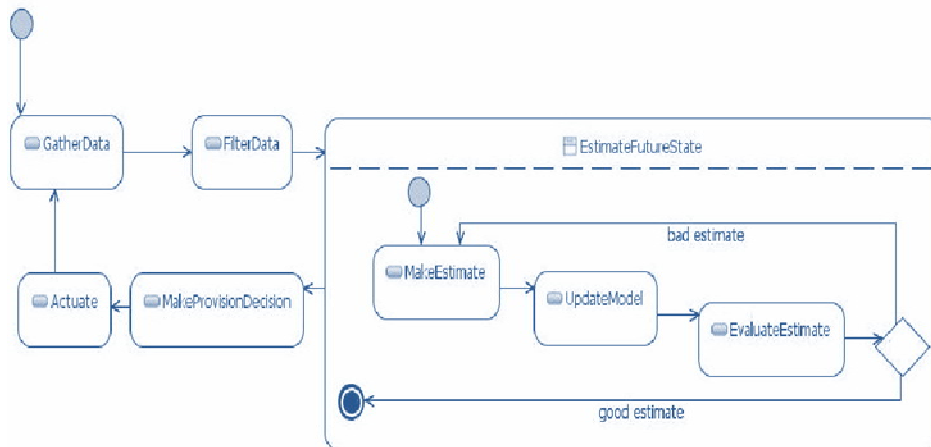 GatherData
FilterData
EstimateFutureState
bad estimate
MakeEstimate
Actuate
MakeProvisionDecision
UpdateModel
EvaluateEstimate
good estimate